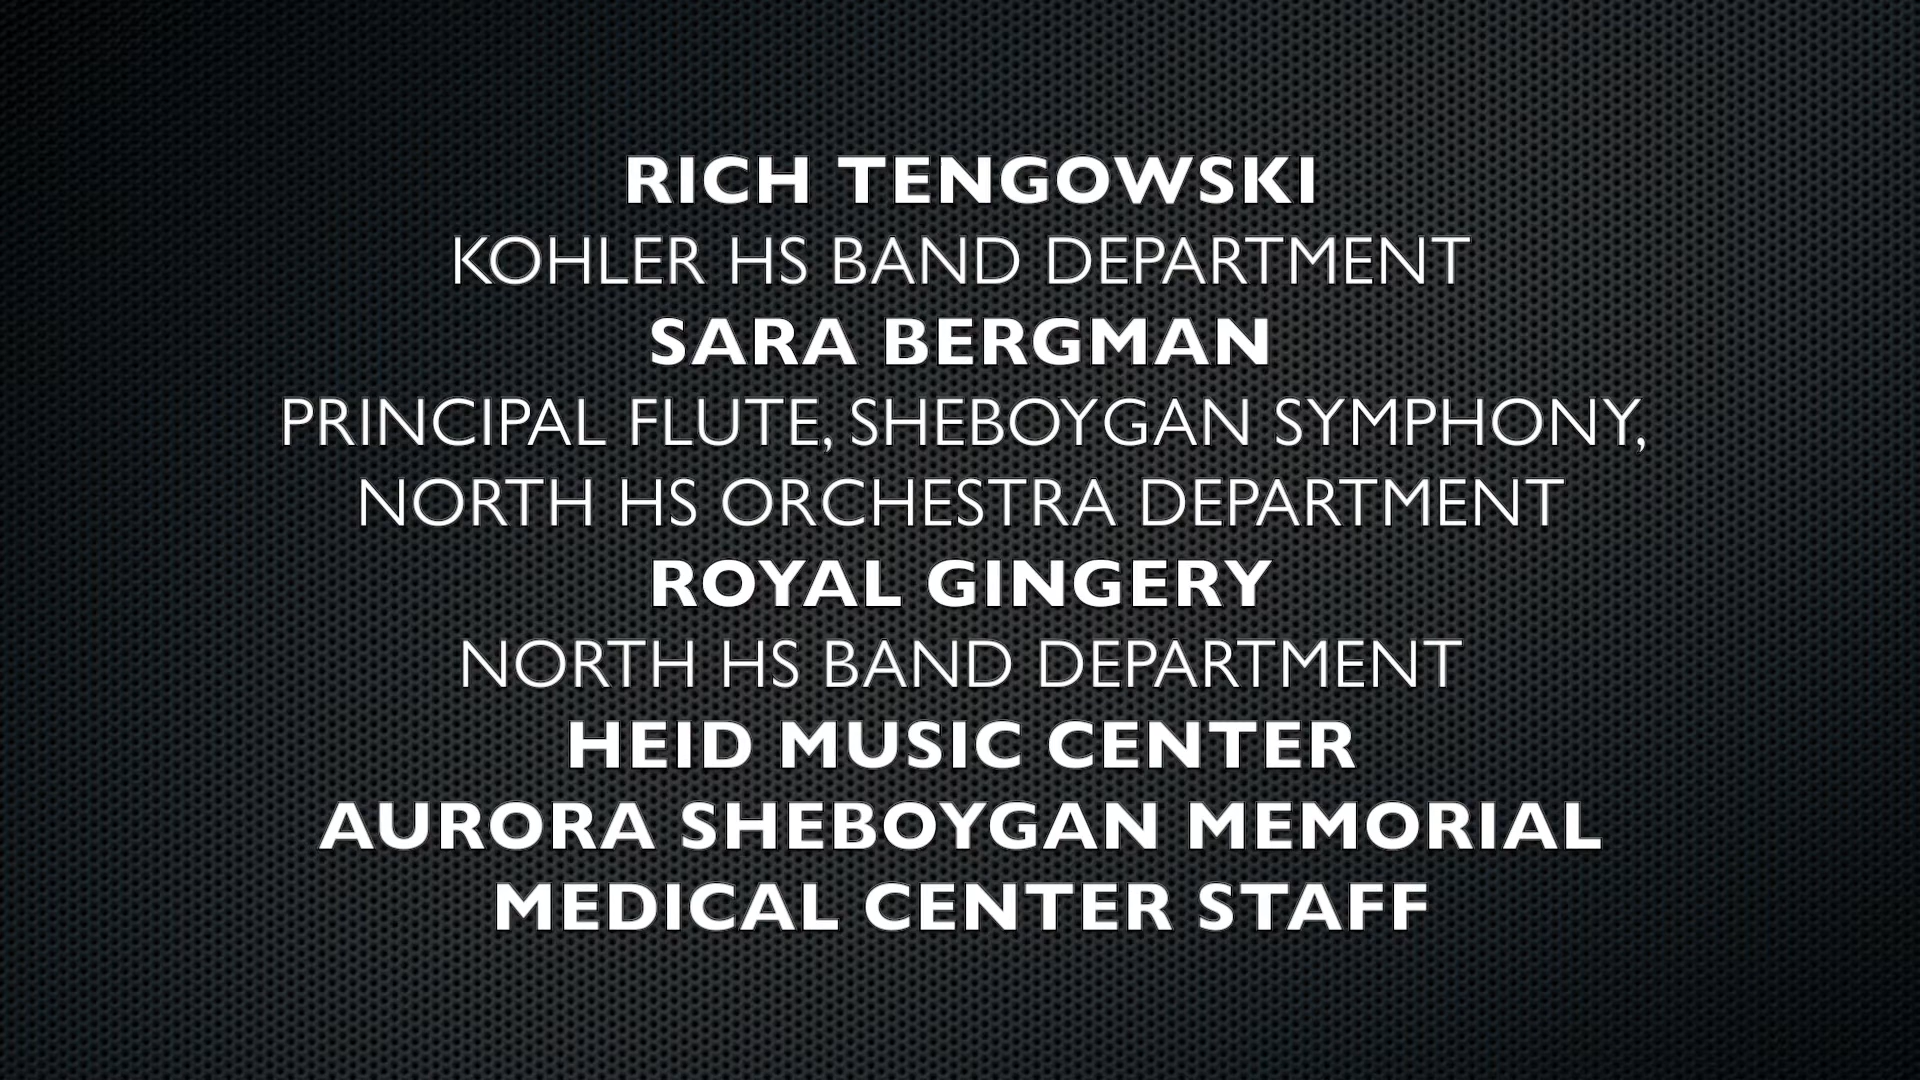 RICH TENGOWSKI
KOHLER HS BAND DEPARTMENT
SARA BERGMAN
PRINCIPAL FLUTE, SHEBOYGAN SYMPHONY,
NORTH HS ORCHESTRA DEPARTMENT
ROYAL GINGERY
NORTH HS BAND DEPARTMENT
HEID MUSIC CENTER
AURORA SHEBOYGAN MEMORIAL
MEDICAL CENTER STAFF